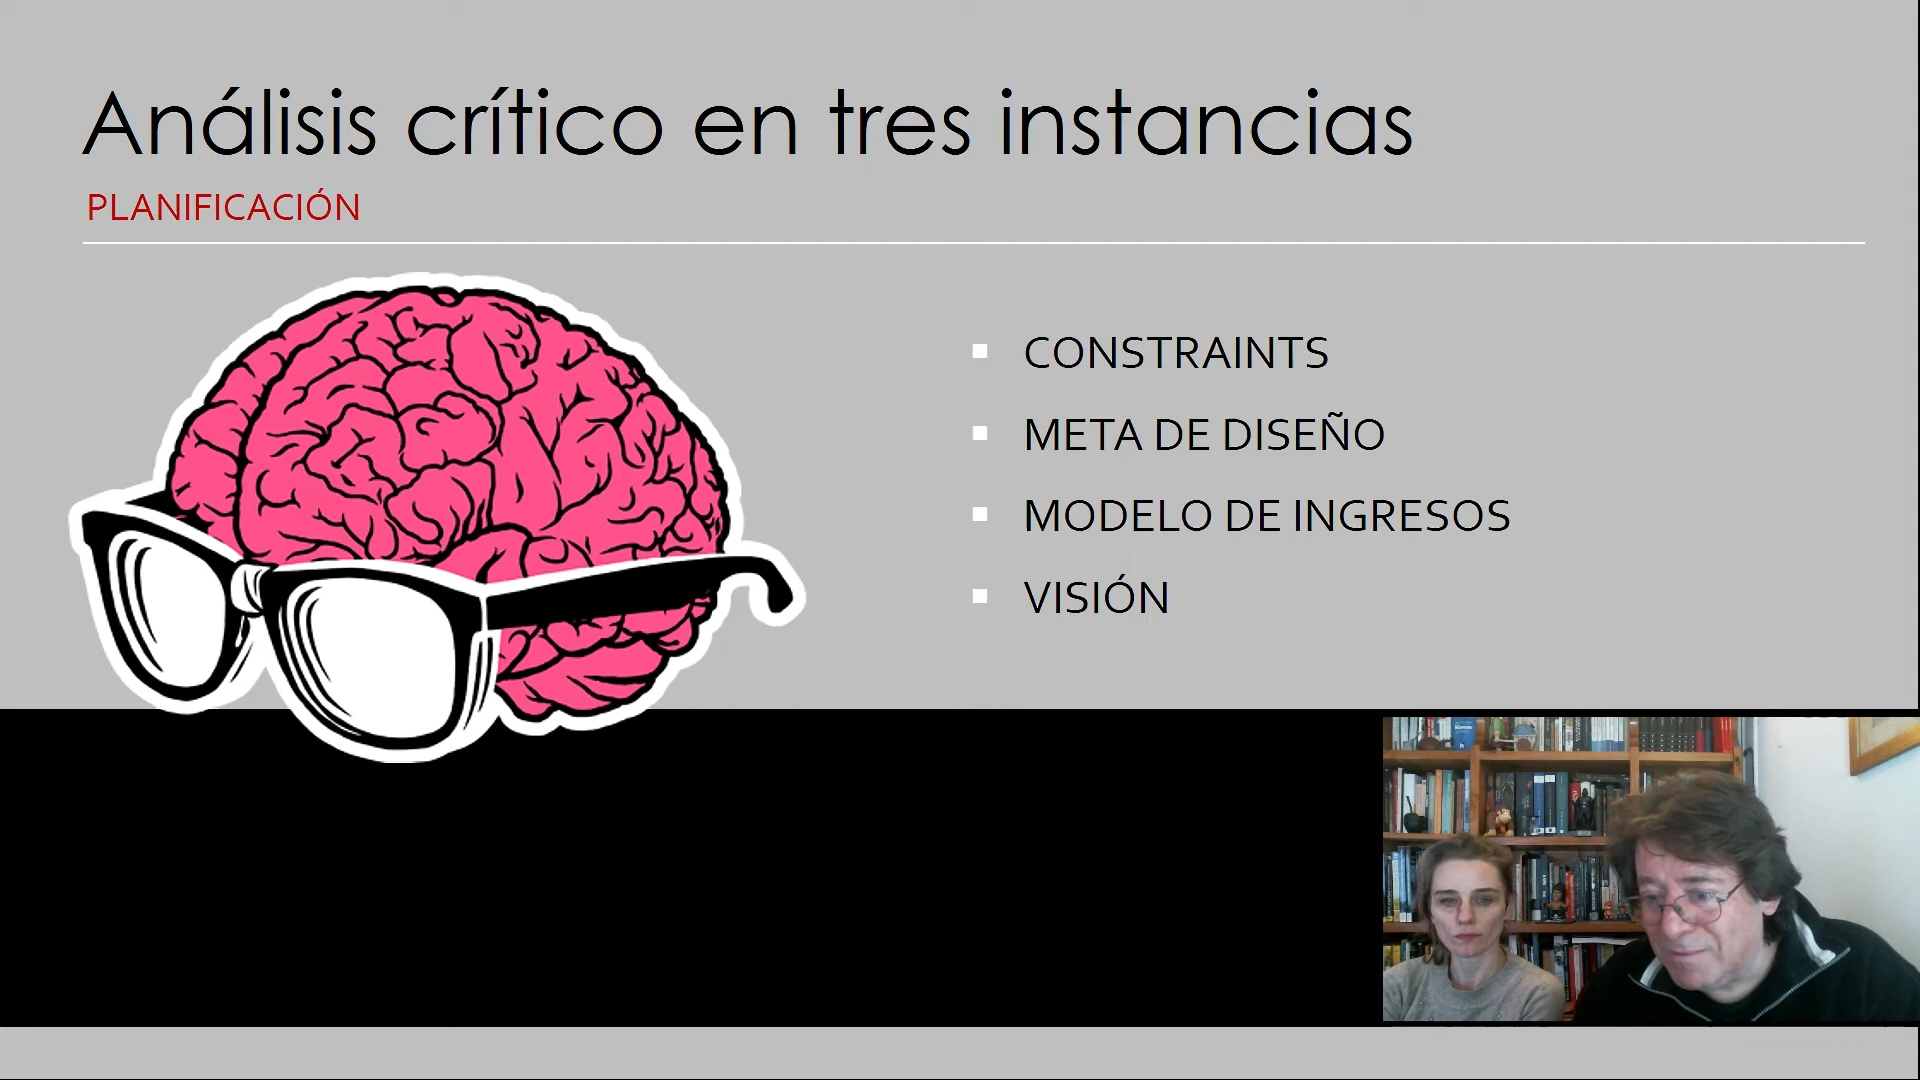 Análisis crítico en tres instancias
PLANIFICACIÓN
CONSTRAINTS
META DE DISEÑO
MODELO DE INGRESOS
VISIÓN